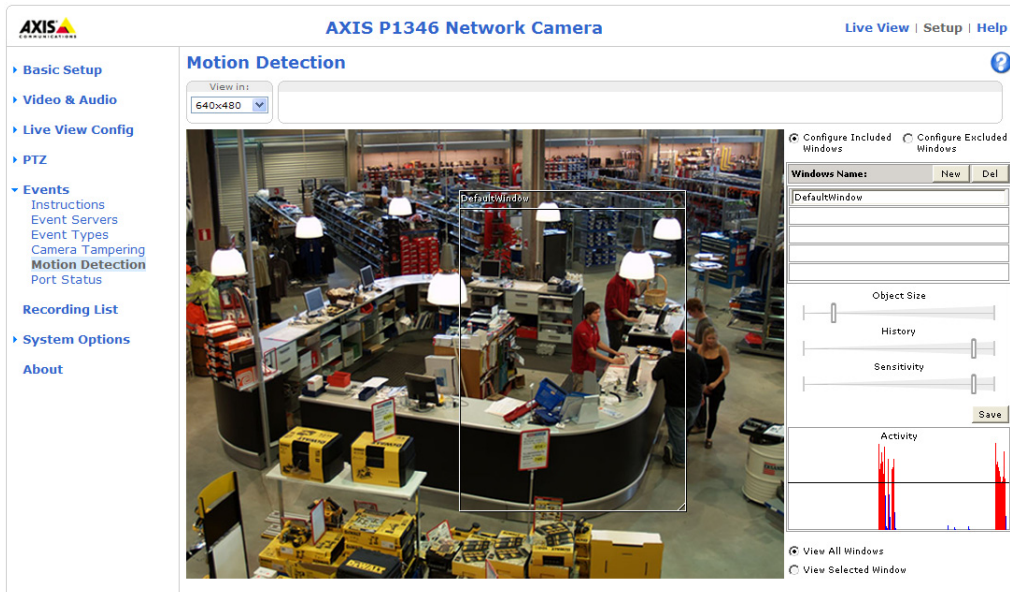 AXIS
COMMUNICATIONS
AXIS P1346 Network Camera
Live View | Setup | Help
Basic Setup
Video & Audio
Live View Config
PTZ
Events
Instructions
Event Servers
Event Types
Camera Tampering
Motion Detection
Port Status
Recording List
System Options
About
Motion Detection
?
View in:
640x480
DefaultWindow
DEWALT
DEWALT
Configure Included
Windows
Configure Excluded
Windows
Windows Name:
New
Del
DefaultWindow
Object Size
History
Sensitivity
Save
Activity
View All Windows
View Selected Window